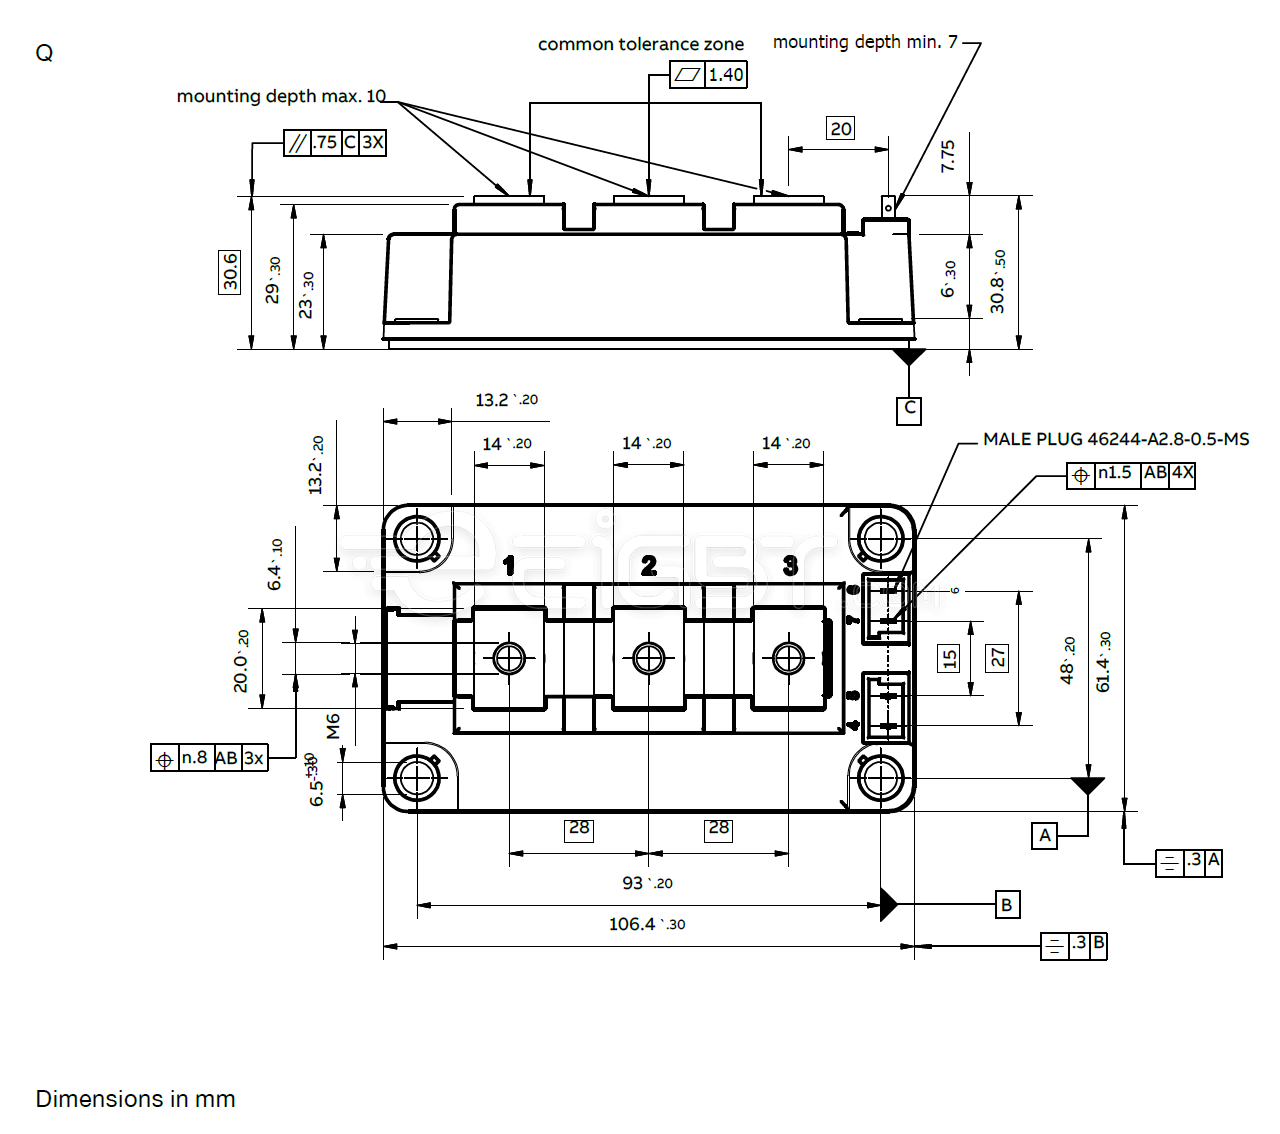 Q
common tolerance zone
mounting depth min. 7
1.40
mounting depth max. 10
// .75 C 3X
20
7.75
30.6
29`.30
23`.30
6`.30
30.8`.50
C
13.2`.20
14`.20
14`.20
14`.20
MALE PLUG 46244-A2.8-0.5-MS
n1.5 AB 4X
13.2`.20
1
2
3
6.4`.10
6
20.0`.20
15
27
48`.20
61.4`.30
M6
n.8 AB 3x
6.5
28
28
A
.3 A
93`.20
B
106.4`.30
.3 B
Dimensions in mm